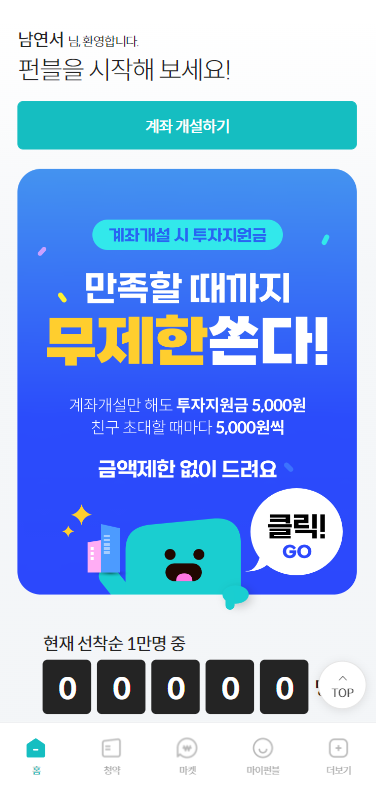 남연서 님, 환영합니다.
펀블을 시작해 보세요!
계좌 개설하기
계좌개설 시 투자지원금
만족할 때까지
무제한쏜다!
계좌개설만 해도 투자지원금 5,000원
친구 초대할 때마다 5,000원씩
금액제한 없이 드려요
클릭!
GO
현재 선착순 1만명 중
0 0 0 0 0
TOP
홈 청약 마켓 마이펀블 더보기